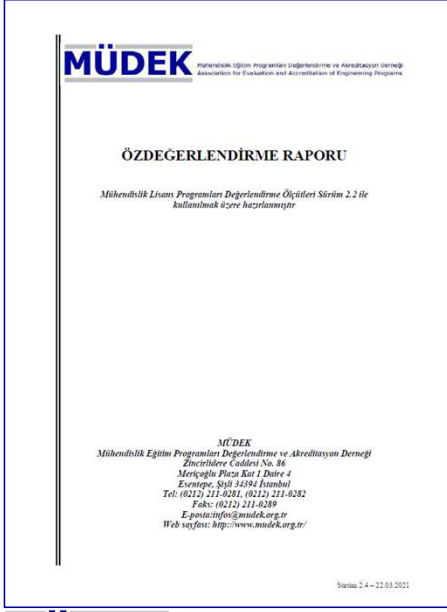 MÜDEK
Mühendislik Eğitim Programları Değerlendirme ve Akreditasyon Derneği
Association for Evaluation and Accreditation of Engineering Programs
ÖZDEĞERLENDİRME RAPORU
Mühendislik Lisans Programları Değerlendirme Ölçütleri Sürüm 2.2 ile
kullanılmak üzere hazırlanmıştır
MÜDEK
Mühendislik Eğitim Programları Değerlendirme ve Akreditasyon Derneği
Zincirlidere Caddesi No. 86
Meriçoğlu Plaza Kat 1 Daire 4
Esentepe, Şişli 34394 İstanbul
Tel: (0212) 211-0281, (0212) 211-0282
Faks: (0212) 211-0289
E-posta:infos@mudek.org.tr
Web sayfası: http://www.mudek.org.tr/
Sürüm 2.4 – 22.03.2021